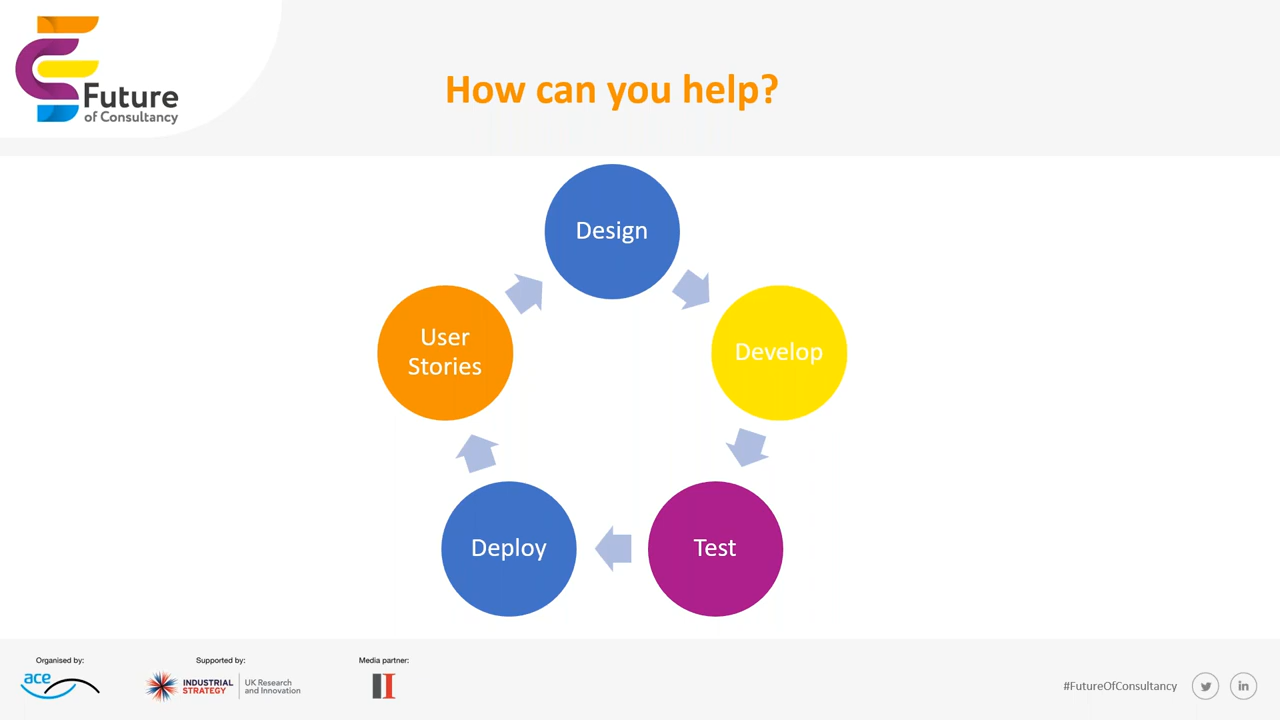 Future
of Consultancy
How can you help?
Design
Develop
Test
Deploy
User
Stories
Organised by:
ace
Supported by:
INDUSTRIAL
STRATEGY
UK Research
and Innovation
Media partner:
#FutureOfConsultancy
in